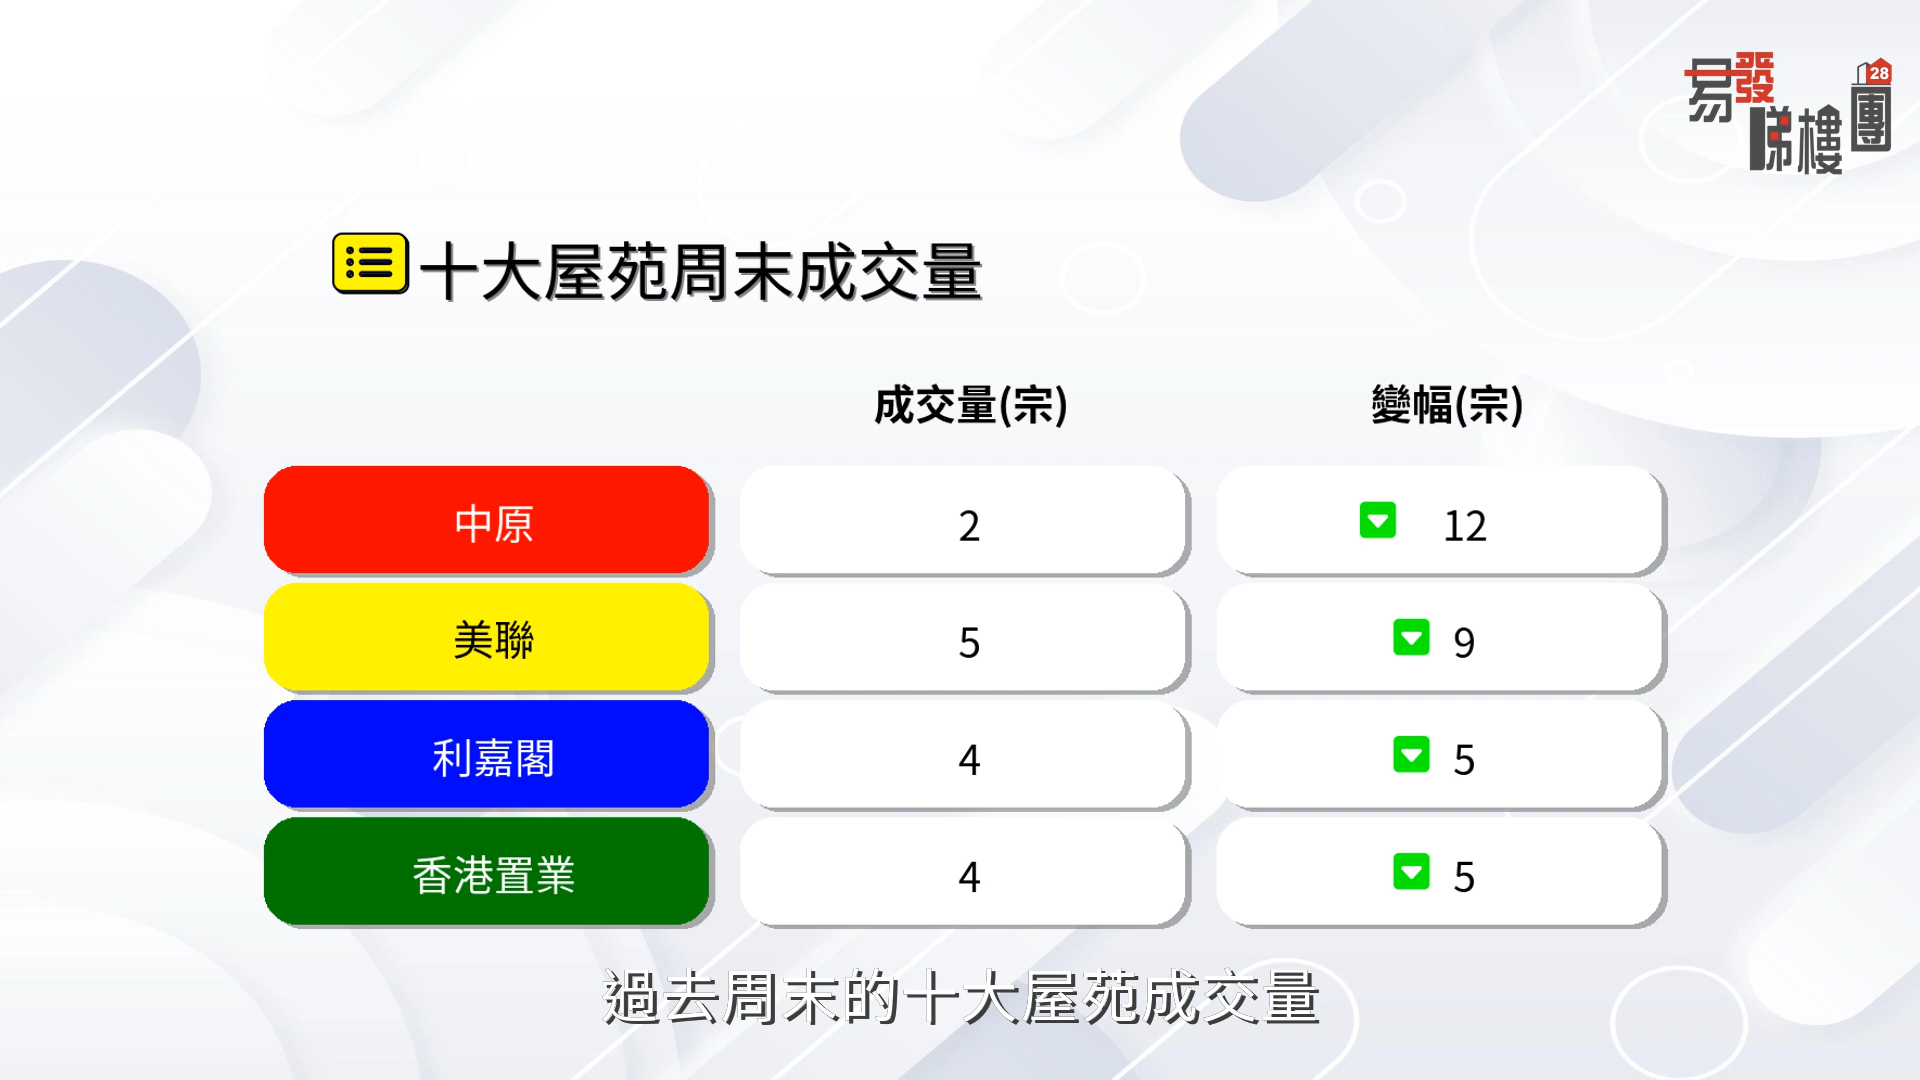 易發
睇樓團
28
十大屋苑周末成交量
成交量(宗) 變幅(宗)
中原 2 12
美聯 5 9
利嘉閣 4 5
香港置業 4 5
過去周末的十大屋苑成交量